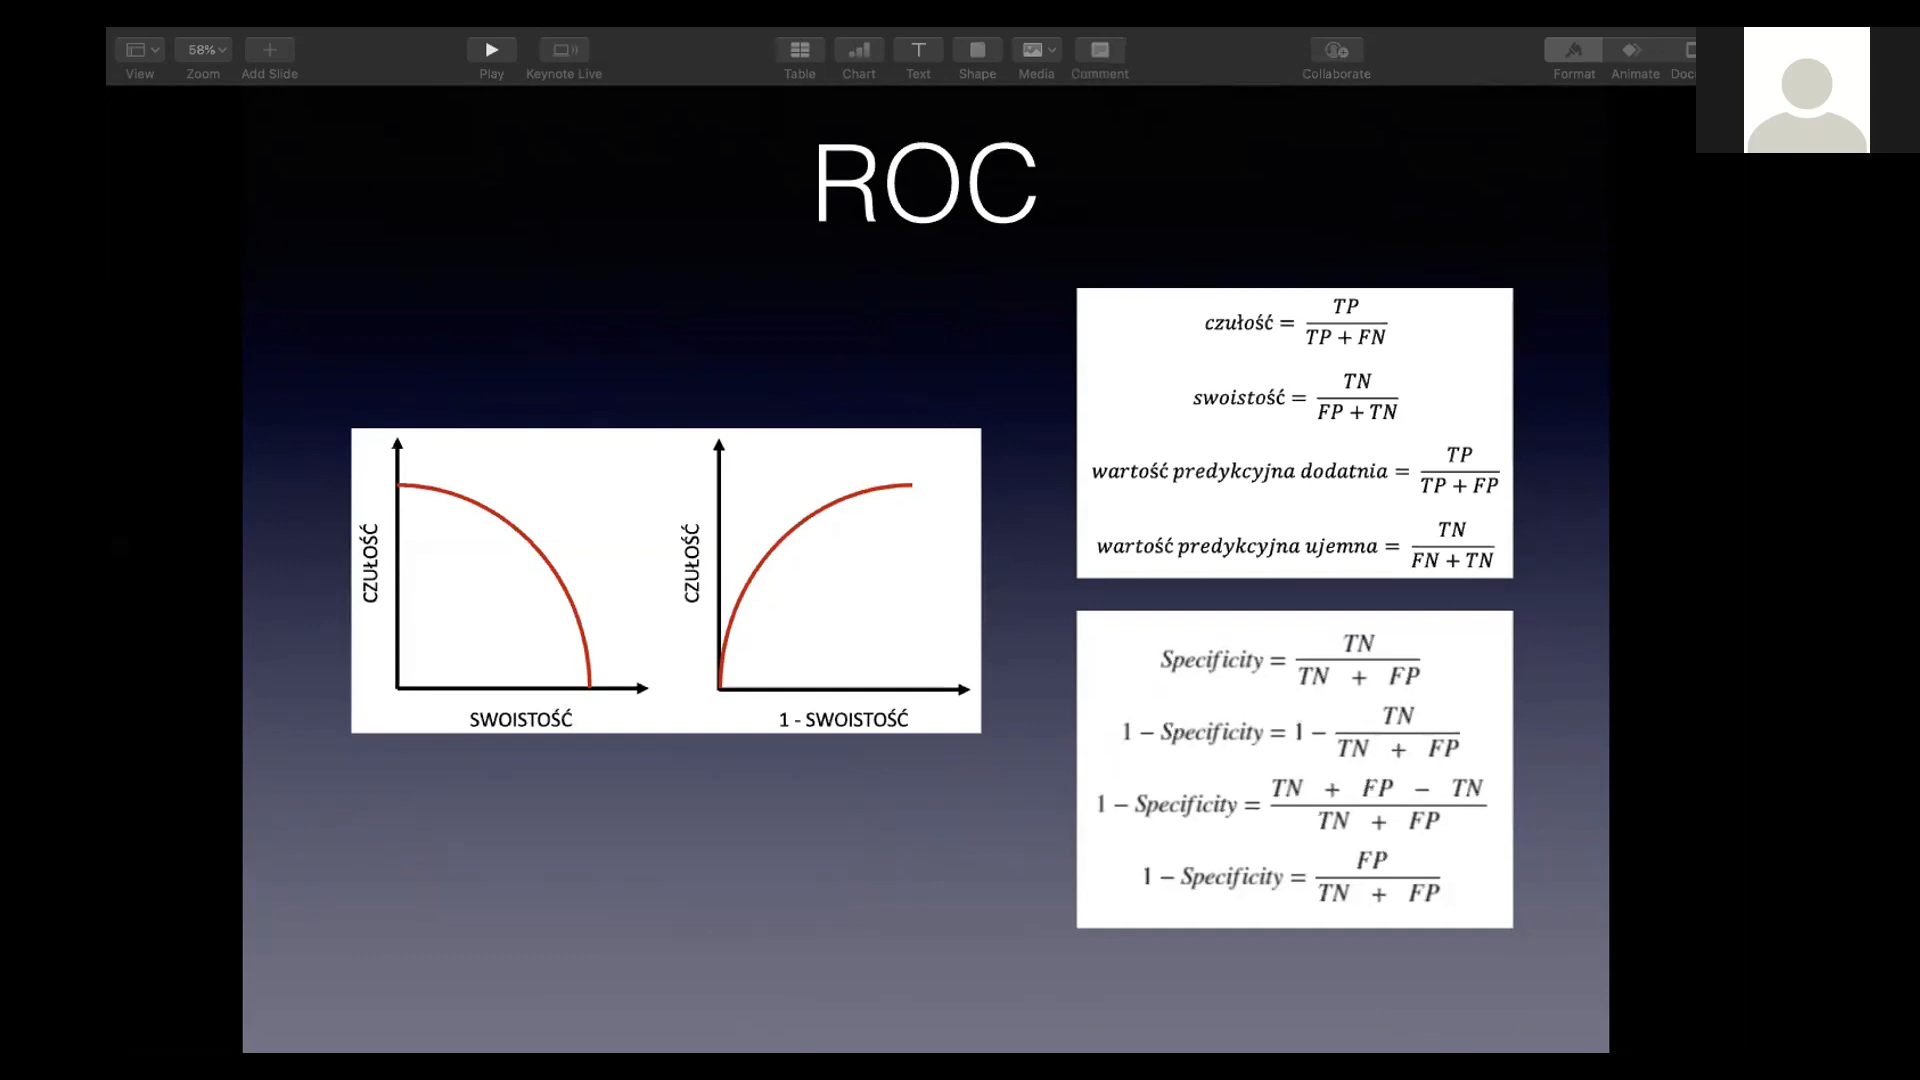 58%
View Zoom Add Slide Play Keynote Live Table Chart Text Shape Media Comment Collaborate Format Animate
ROC
CZUŁOŚĆ
SWOISTOŚĆ
CZUŁOŚĆ
1 - SWOISTOŚĆ
czułość = TP / TP + FN
swoistość = TN / FP + TN
wartość predykcyjna dodatnia = TP / TP + FP
wartość predykcyjna ujemna = TN / FN + TN
Specificity = TN / TN + FP
1 − Specificity = 1 − TN / TN + FP
1 − Specificity = TN + FP − TN / TN + FP
1 − Specificity = FP / TN + FP